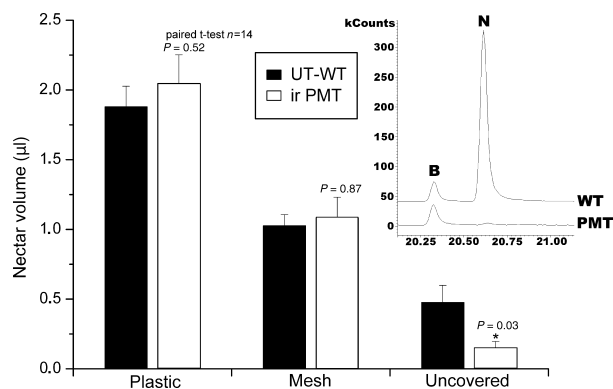 paired t-test n=14
P = 0.52
UT-WT
ir PMT
kCounts
N
300
250
200
150
100
50
0
B
WT
PMT
20.25 20.50 20.75 21.00
Nectar volume (µl)
2.5
2.0
1.5
1.0
0.5
0.0
P = 0.87
P = 0.03
*
Plastic Mesh Uncovered